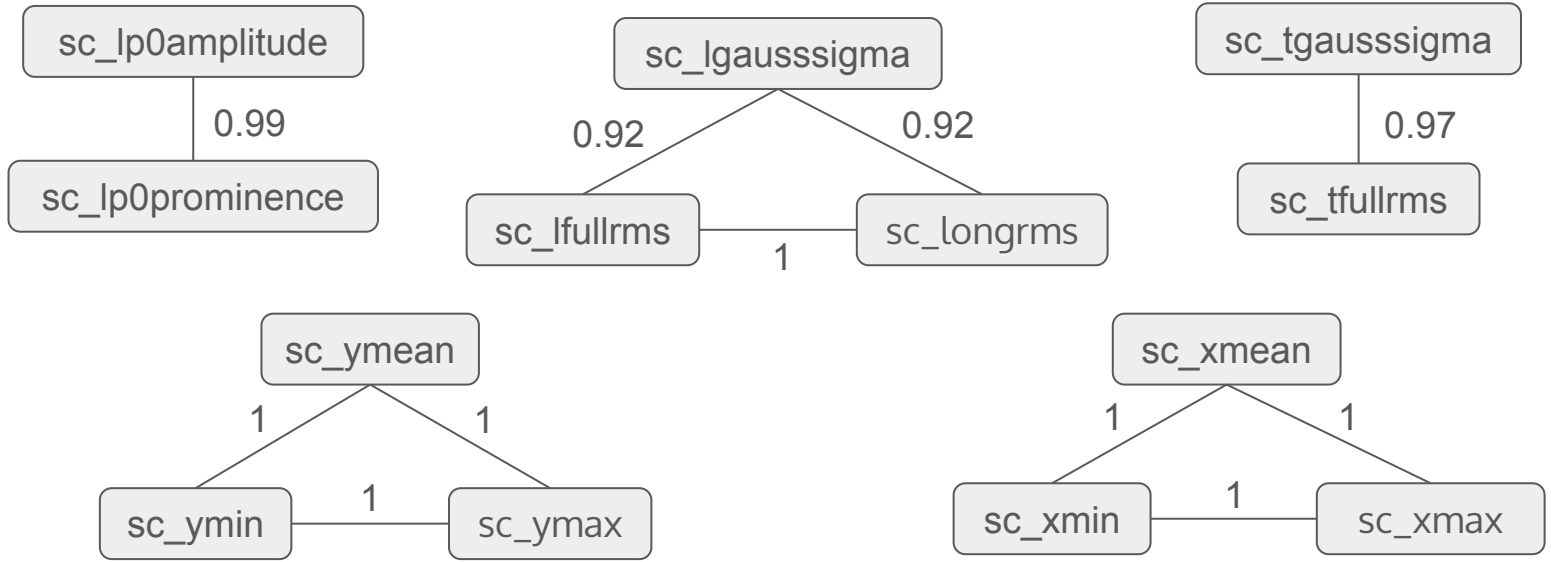 sc_lp0amplitude
0.99
sc_lp0prominence
sc_lgausssigma
0.92
0.92
sc_lfullrms
1
sc_longrms
sc_tgausssigma
0.97
sc_tfullrms
sc_ymean
1
1
sc_ymin
1
sc_ymax
sc_xmean
1
1
sc_xmin
1
sc_xmax